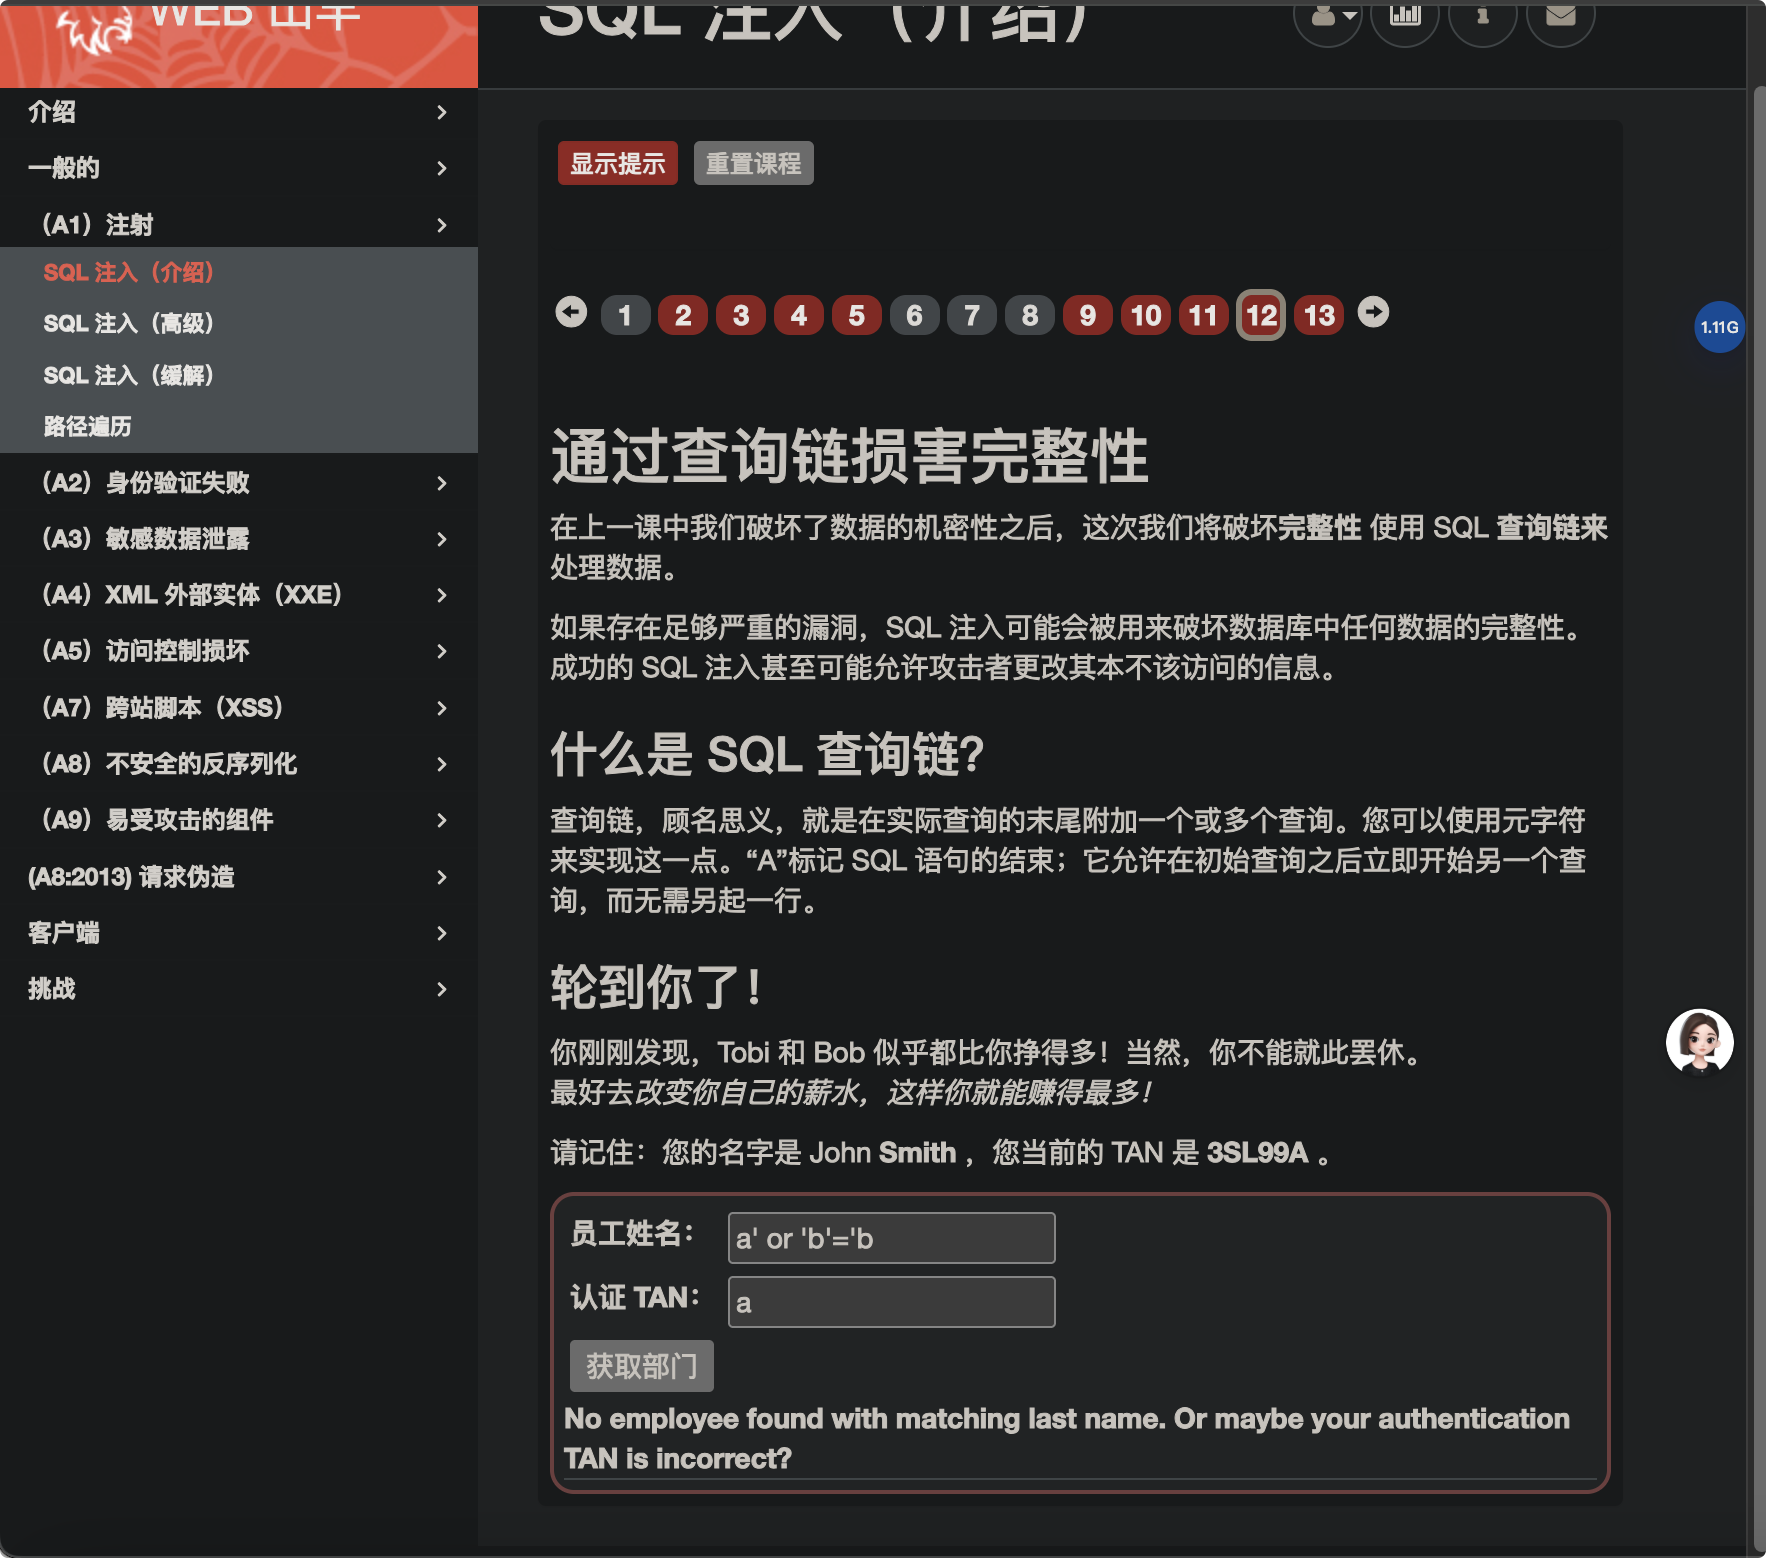 WEB 山羊
SQL 注入（介绍）
介绍
一般的
（A1）注射
SQL 注入（介绍）
SQL 注入（高级）
SQL 注入（缓解）
路径遍历
（A2）身份验证失败
（A3）敏感数据泄露
（A4）XML 外部实体（XXE）
（A5）访问控制损坏
（A7）跨站脚本（XSS）
（A8）不安全的反序列化
（A9）易受攻击的组件
(A8:2013) 请求伪造
客户端
挑战
显示提示 重置课程
1 2 3 4 5 6 7 8 9 10 11 12 13
1.11G
通过查询链损害完整性
在上一课中我们破坏了数据的机密性之后，这次我们将破坏完整性 使用 SQL 查询链来
处理数据。
如果存在足够严重的漏洞，SQL 注入可能会被用来破坏数据库中任何数据的完整性。
成功的 SQL 注入甚至可能允许攻击者更改其本不该访问的信息。
什么是 SQL 查询链?
查询链，顾名思义，就是在实际查询的末尾附加一个或多个查询。您可以使用元字符
来实现这一点。“A”标记 SQL 语句的结束；它允许在初始查询之后立即开始另一个查
询，而无需另起一行。
轮到你了！
你刚刚发现，Tobi 和 Bob 似乎都比你挣得多！当然，你不能就此罢休。
最好去改变你自己的薪水，这样你就能赚得最多！
请记住：您的名字是 John Smith ，您当前的 TAN 是 3SL99A 。
员工姓名： a' or 'b'='b
认证 TAN： a
获取部门
No employee found with matching last name. Or maybe your authentication
TAN is incorrect?